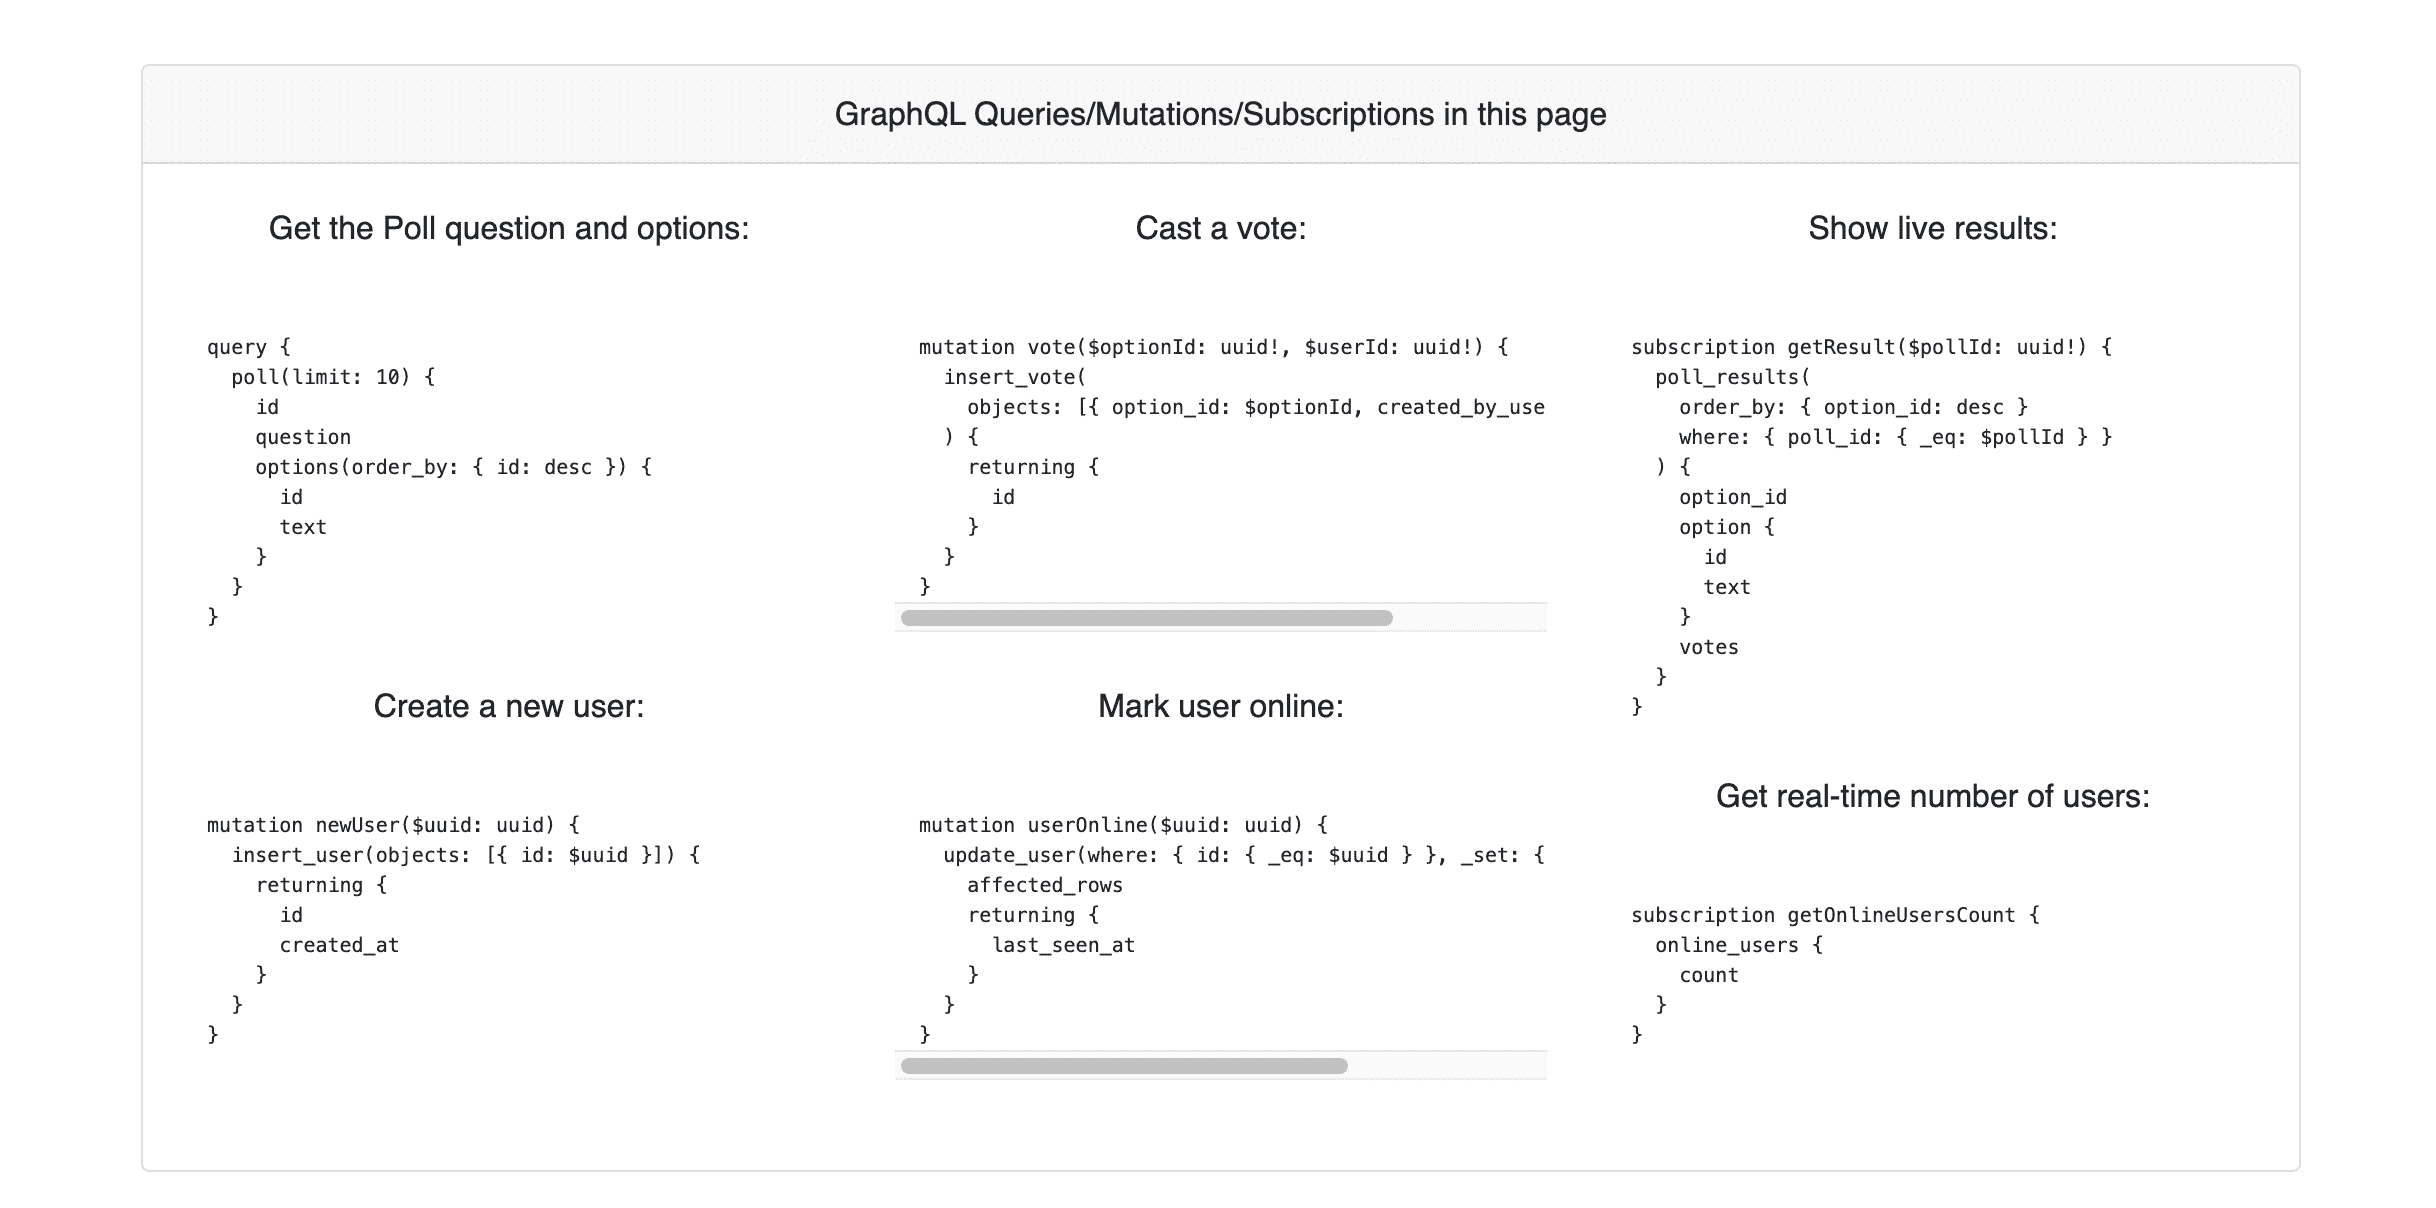 GraphQL Queries/Mutations/Subscriptions in this page
Get the Poll question and options:
query {
  poll(limit: 10) {
    id
    question
    options(order_by: { id: desc }) {
      id
      text
    }
  }
}
Cast a vote:
mutation vote($optionId: uuid!, $userId: uuid!) {
  insert_vote(
    objects: [{ option_id: $optionId, created_by_use
  ) {
    returning {
      id
    }
  }
}
Show live results:
subscription getResult($pollId: uuid!) {
  poll_results(
    order_by: { option_id: desc }
    where: { poll_id: { _eq: $pollId } }
  ) {
    option_id
    option {
      id
      text
    }
    votes
  }
}
Create a new user:
mutation newUser($uuid: uuid) {
  insert_user(objects: [{ id: $uuid }]) {
    returning {
      id
      created_at
    }
  }
}
Mark user online:
mutation userOnline($uuid: uuid) {
  update_user(where: { id: { _eq: $uuid } }, _set: {
    affected_rows
    returning {
      last_seen_at
    }
  }
}
Get real-time number of users:
subscription getOnlineUsersCount {
  online_users {
    count
  }
}